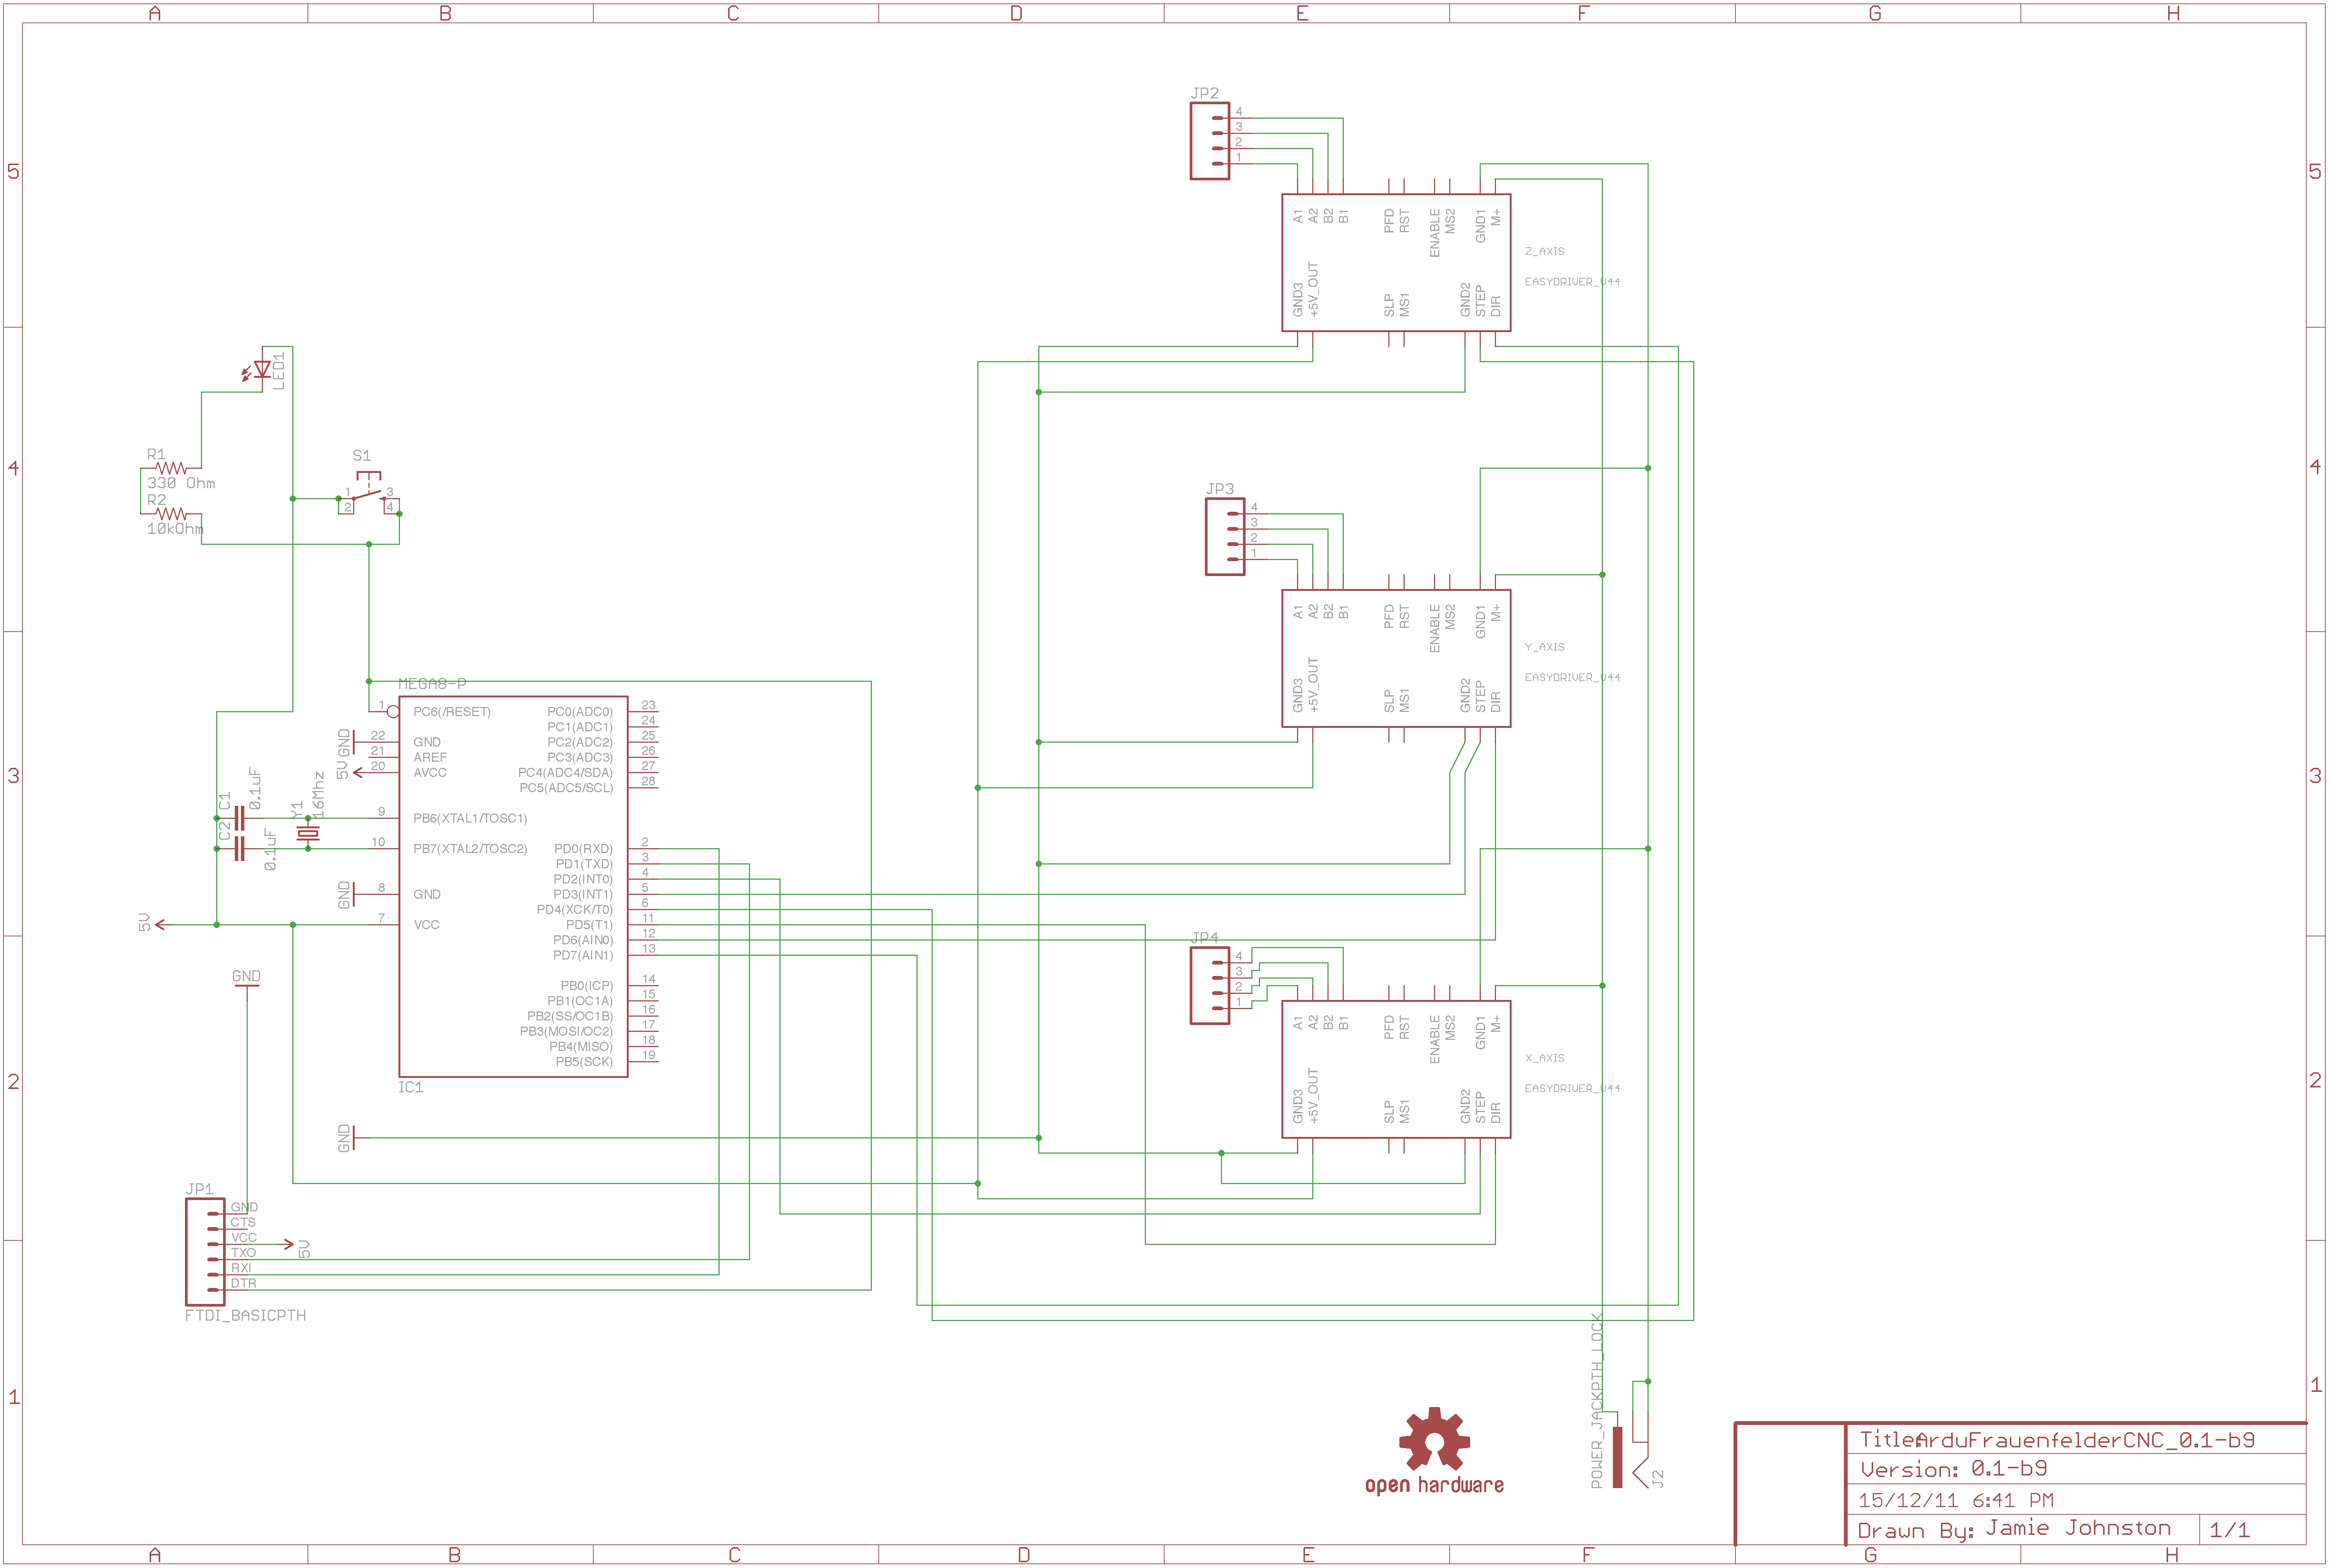 A B C D E F G H
5 5
4 4
3 3
2 2
1 1
JP2
4
3
2
1
A1 A2 B2 B1 PFD RST ENABLE MS2 GND1 M+
Z_AXIS
EASYDRIVER_V44
GND3 +5V_OUT SLP MS1 GND2 STEP DIR
LED1
R1
330 Ohm
R2
10kOhm
S1
1 3
2 4
JP3
4
3
2
1
A1 A2 B2 B1 PFD RST ENABLE MS2 GND1 M+
Y_AXIS
EASYDRIVER_V44
GND3 +5V_OUT SLP MS1 GND2 STEP DIR
MEGA8-P
1 PC6(/RESET) PC0(ADC0) 23
PC1(ADC1) 24
GND 22 GND PC2(ADC2) 25
21 AREF PC3(ADC3) 26
5V 20 AVCC PC4(ADC4/SDA) 27
PC5(ADC5/SCL) 28
C1 0.1uF
Y1 16Mhz
9 PB6(XTAL1/TOSC1)
C2 0.1uF
10 PB7(XTAL2/TOSC2) PD0(RXD) 2
PD1(TXD) 3
PD2(INT0) 4
GND 8 GND PD3(INT1) 5
PD4(XCK/T0) 6
5V 7 VCC PD5(T1) 11
PD6(AIN0) 12
PD7(AIN1) 13
PB0(ICP) 14
PB1(OC1A) 15
PB2(SS/OC1B) 16
PB3(MOSI/OC2) 17
PB4(MISO) 18
PB5(SCK) 19
IC1
GND
GND
JP4
4
3
2
1
A1 A2 B2 B1 PFD RST ENABLE MS2 GND1 M+
X_AXIS
EASYDRIVER_V44
GND3 +5V_OUT SLP MS1 GND2 STEP DIR
JP1
GND
CTS
VCC 5V
TXO
RXI
DTR
FTDI_BASICPTH
POWER_JACKPTH_LOCK
J2
open hardware
Title:ArduFrauenfelderCNC_0.1-b9
Version: 0.1-b9
15/12/11 6:41 PM
Drawn By: Jamie Johnston 1/1
A B C D E F G H